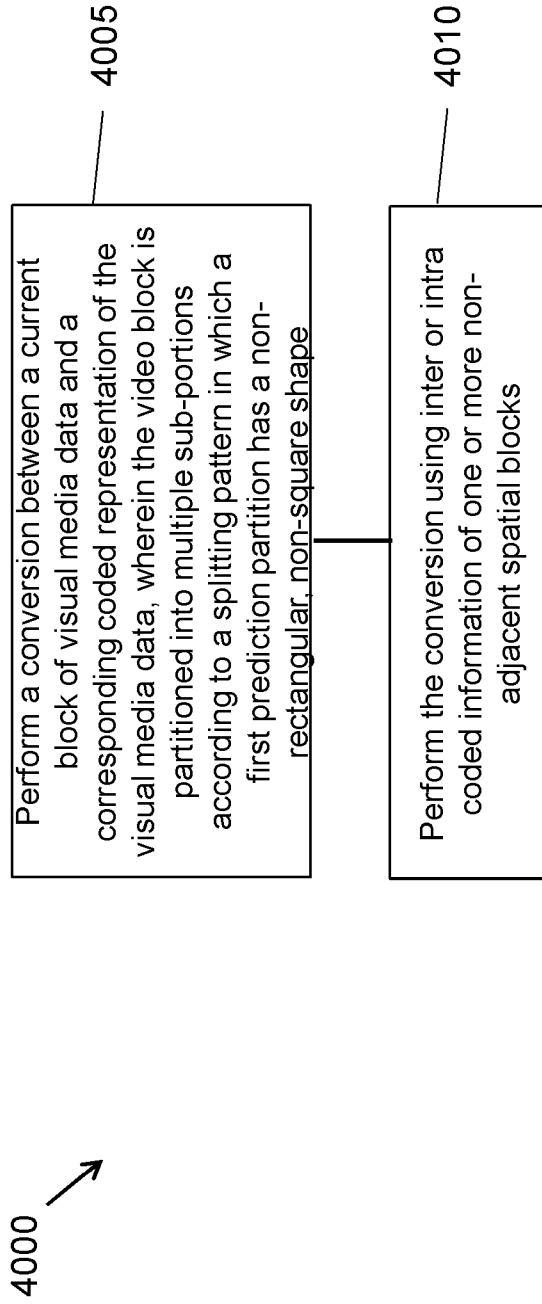 4000
Perform a conversion between a current
block of visual media data and a
corresponding coded representation of the
visual media data, wherein the video block is
partitioned into multiple sub-portions
according to a splitting pattern in which a
first prediction partition has a non-
rectangular, non-square shape
4005
Perform the conversion using inter or intra
coded information of one or more non-
adjacent spatial blocks
4010